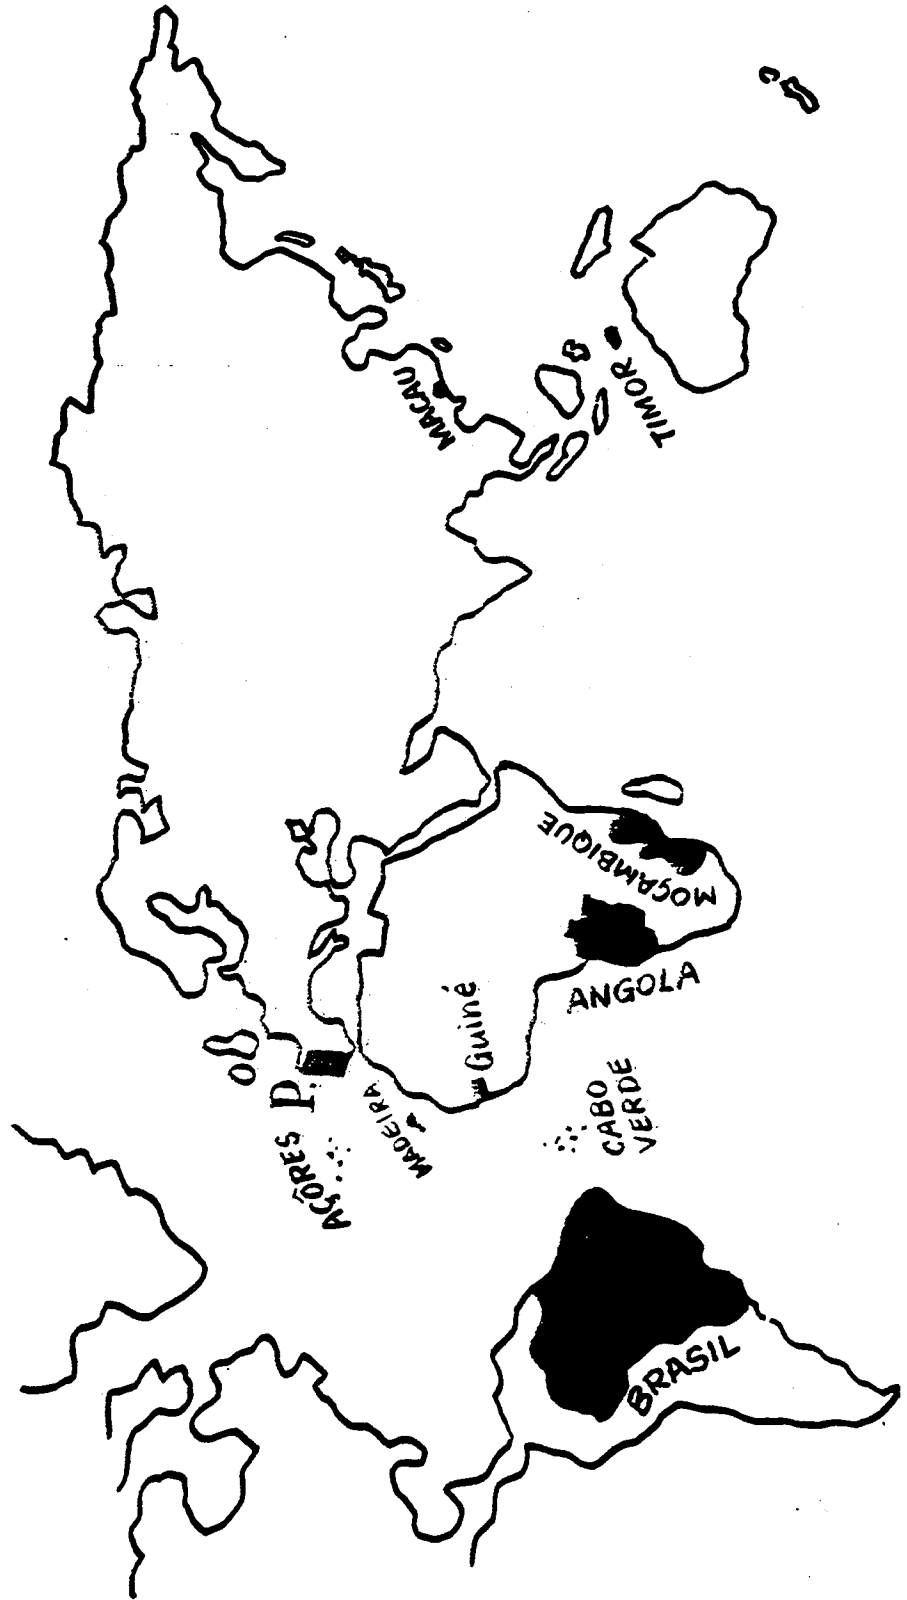 MACAU
TIMOR
MOÇAMBIQUE
ANGOLA
Guiné
P.
MADEIRA
AÇÔRES
CABO
VERDE
BRASIL